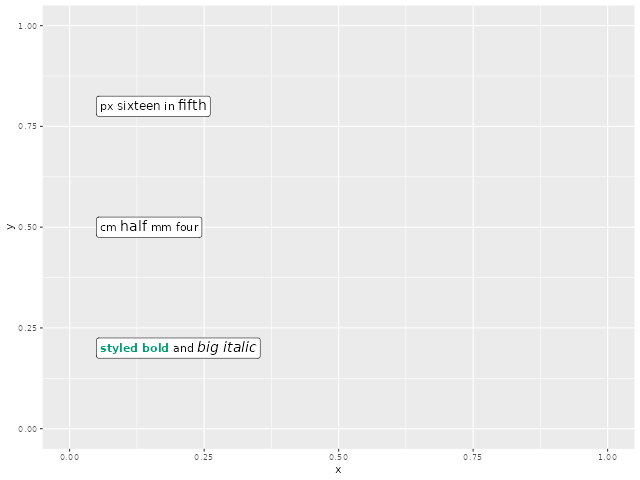 1.00
px sixteen in fifth
0.75
y
cm half mm four
0.50
styled bold and big italic
0.25
0.00
0.00 0.25 0.50 0.75 1.00
x